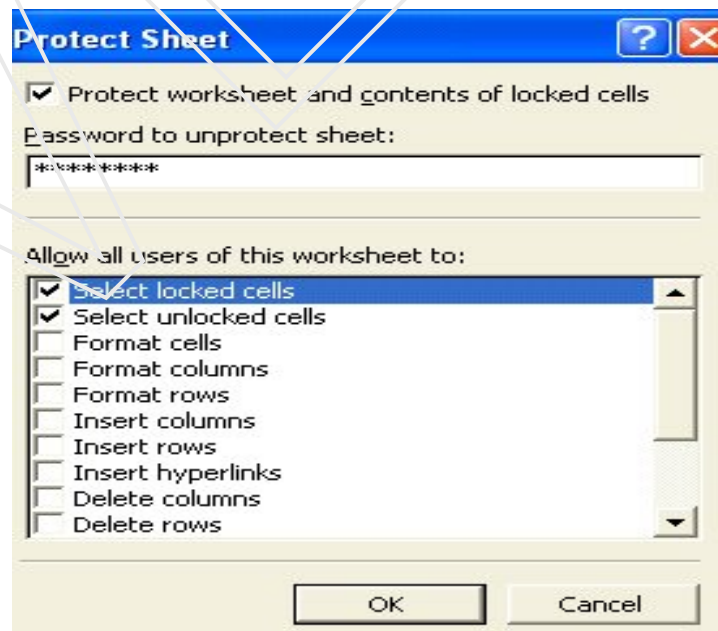 Protect Sheet
Protect worksheet and contents of locked cells
Password to unprotect sheet:
*********
Allow all users of this worksheet to:
Select locked cells
Select unlocked cells
Format cells
Format columns
Format rows
Insert columns
Insert rows
Insert hyperlinks
Delete columns
Delete rows
OK Cancel